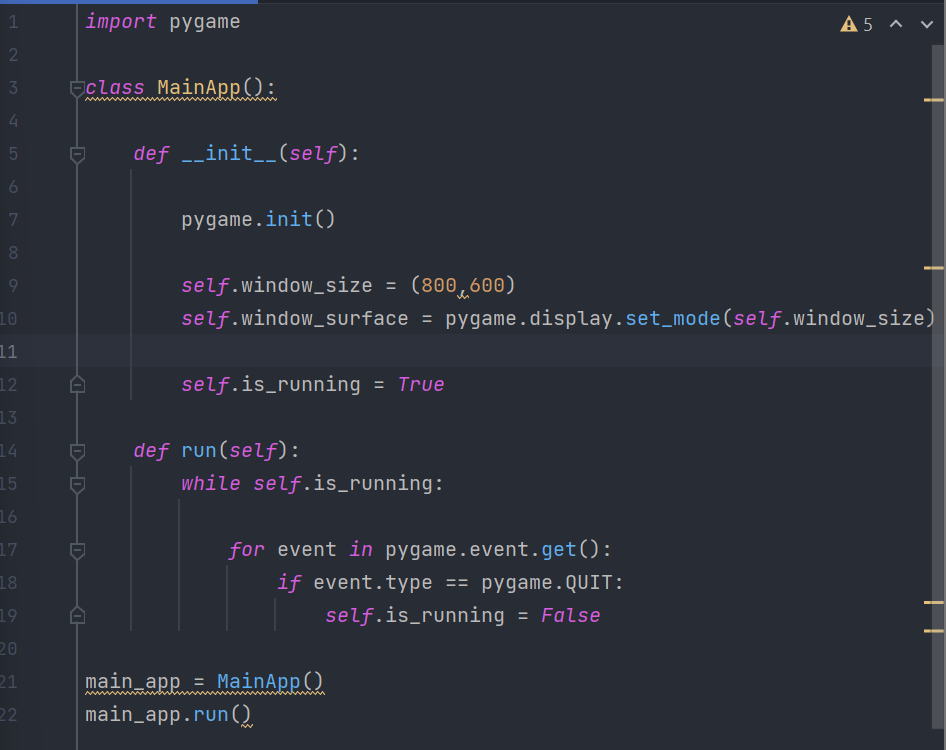 5
1 import pygame
2
3 class MainApp():
4
5 def __init__(self):
6
7 pygame.init()
8
9 self.window_size = (800,600)
10 self.window_surface = pygame.display.set_mode(self.window_size)
11
12 self.is_running = True
13
14 def run(self):
15 while self.is_running:
16
17 for event in pygame.event.get():
18 if event.type == pygame.QUIT:
19 self.is_running = False
20
21 main_app = MainApp()
22 main_app.run()